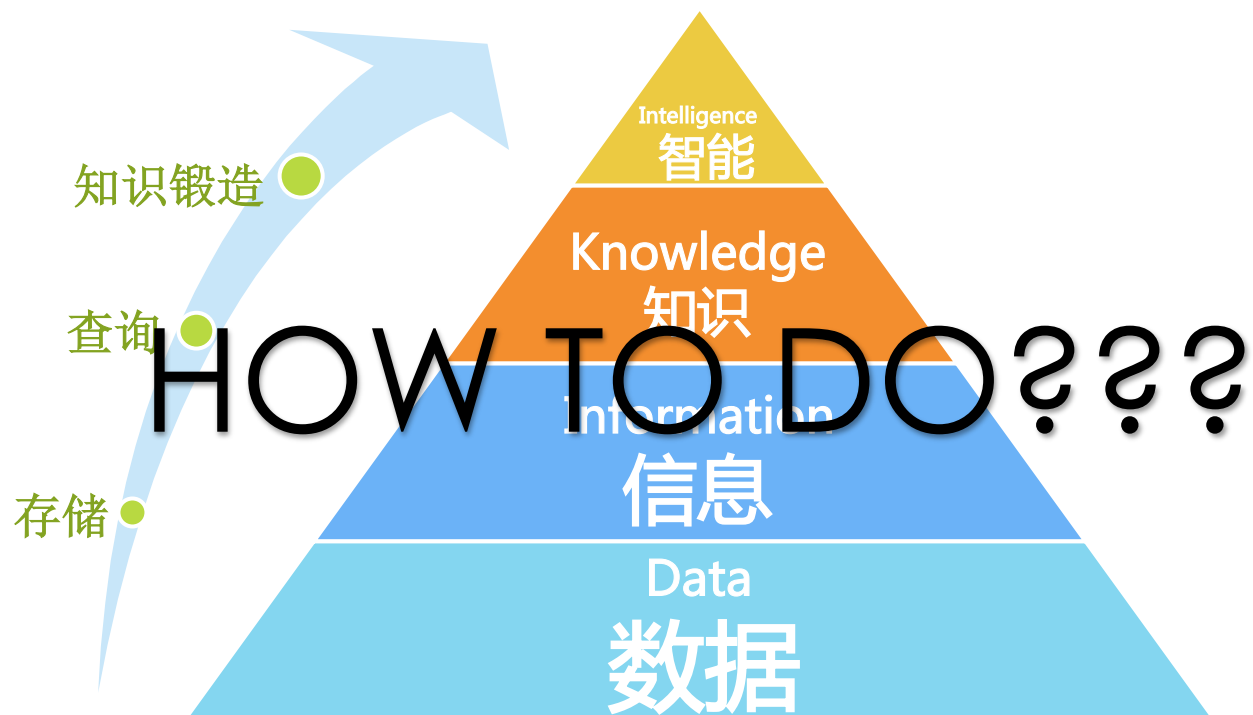 Intelligence
智能
知识锻造
Knowledge
知识
查询
HOW TO DO???
Information
信息
存储
Data
数据